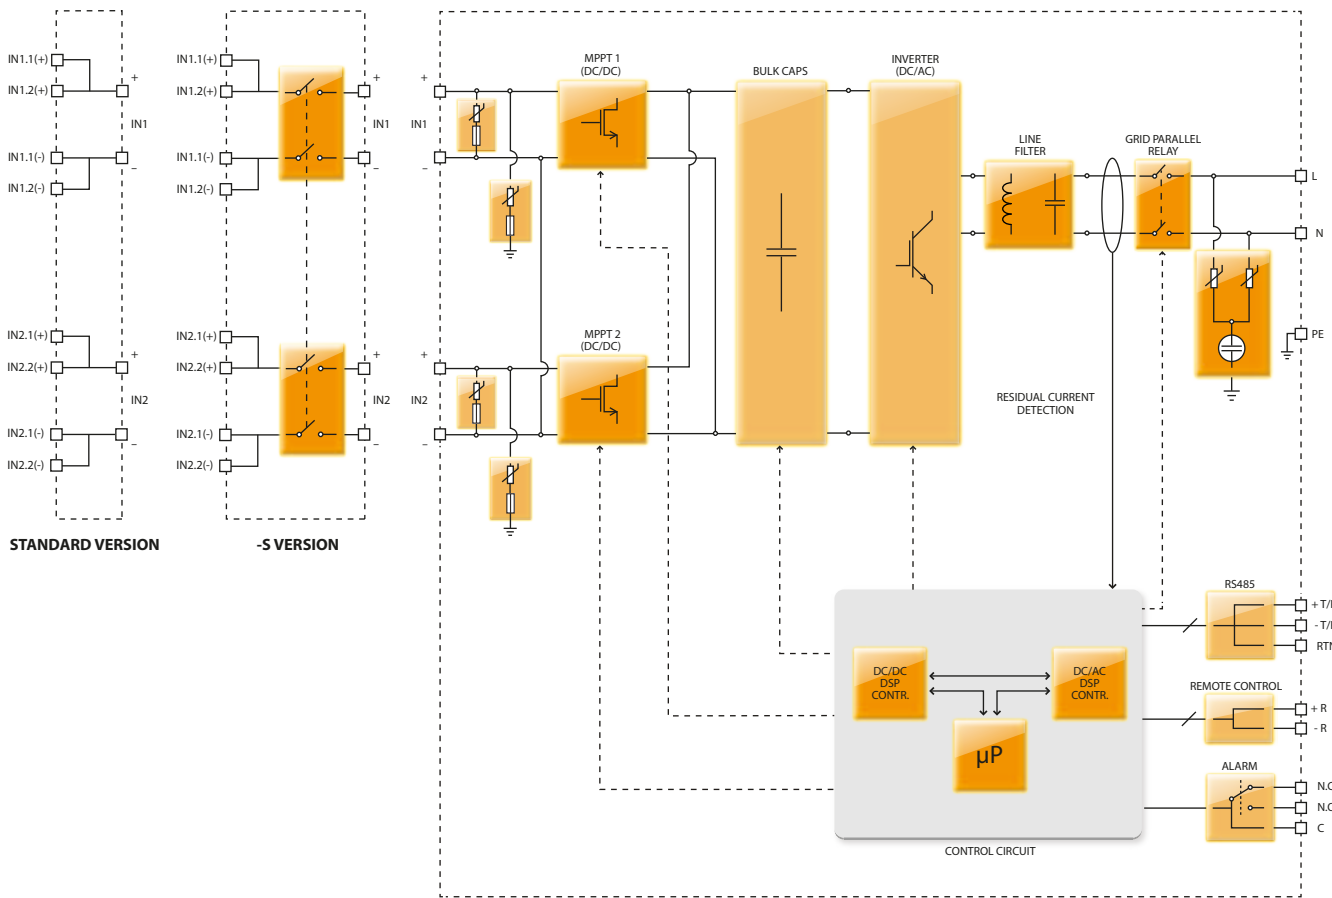 IN1.1(+)
IN1.2(+)
IN1.1(-)
IN1.2(-)
+
IN1
–
IN2.1(+)
IN2.2(+)
IN2.1(-)
IN2.2(-)
+
IN2
–
STANDARD VERSION
IN1.1(+)
IN1.2(+)
IN1.1(-)
IN1.2(-)
+
IN1
–
IN2.1(+)
IN2.2(+)
IN2.1(-)
IN2.2(-)
+
IN2
–
-S VERSION
+
IN1
–
+
IN2
–
MPPT 1
(DC/DC)
MPPT 2
(DC/DC)
BULK CAPS
INVERTER
(DC/AC)
LINE
FILTER
GRID PARALLEL
RELAY
L
N
PE
RESIDUAL CURRENT
DETECTION
DC/DC
DSP
CONTR.
DC/AC
DSP
CONTR.
µP
CONTROL CIRCUIT
RS485
+ T/
- T/
RT
REMOTE CONTROL
+ R
- R
ALARM
N.
N.
C